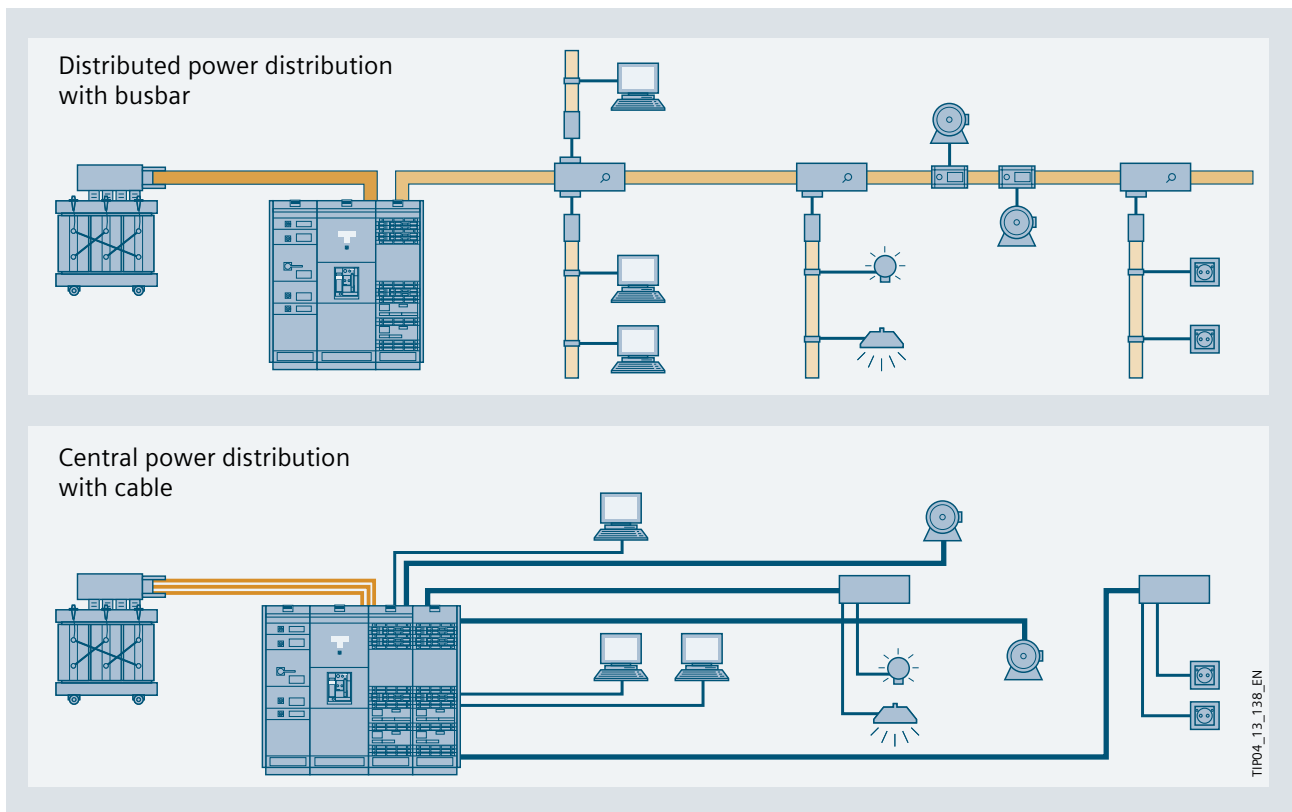 Distributed power distribution
with busbar
Central power distribution
with cable
TIP04_13_138_EN